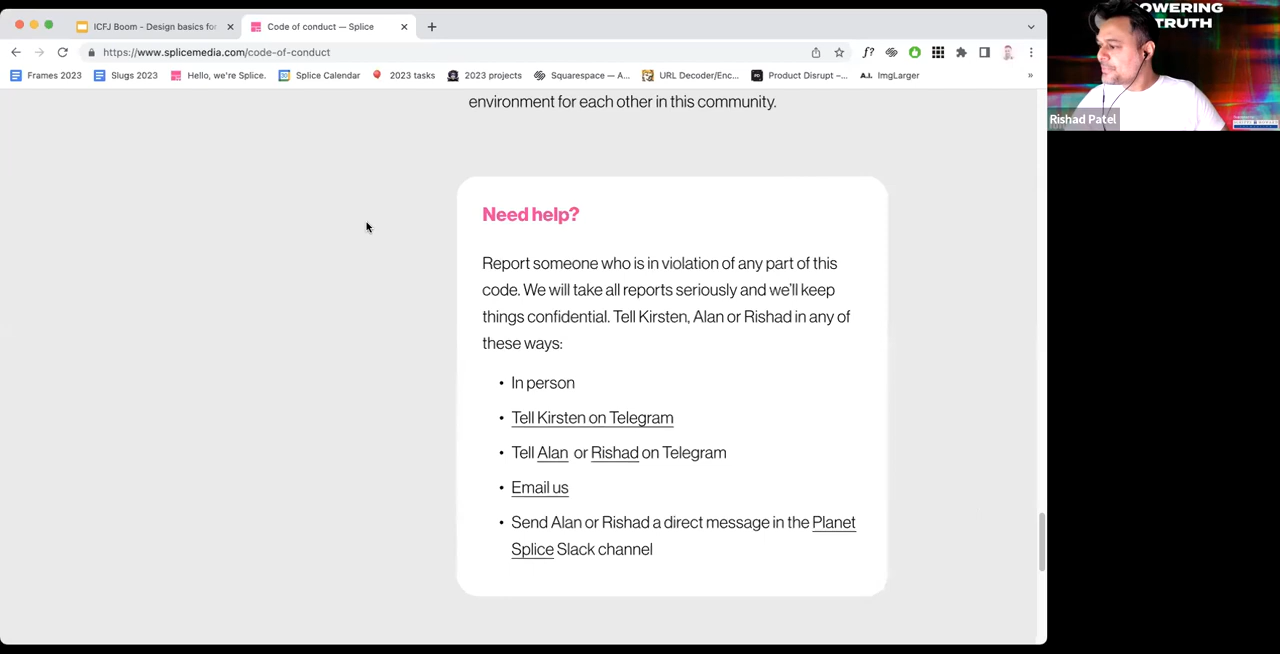 ICFJ Boom - Design basics for
Code of conduct — Splice
https://www.splicemedia.com/code-of-conduct
Frames 2023
Slugs 2023
Hello, we're Splice.
Splice Calendar
2023 tasks
2023 projects
Squarespace — A...
URL Decoder/Enc...
Product Disrupt –...
A.I. ImgLarger
»
environment for each other in this community.
Need help?
Report someone who is in violation of any part of this
code. We will take all reports seriously and we'll keep
things confidential. Tell Kirsten, Alan or Rishad in any of
these ways:
• In person
• Tell Kirsten on Telegram
• Tell Alan or Rishad on Telegram
• Email us
• Send Alan or Rishad a direct message in the Planet
Splice Slack channel
OWERING
TRUTH
Rishad Patel